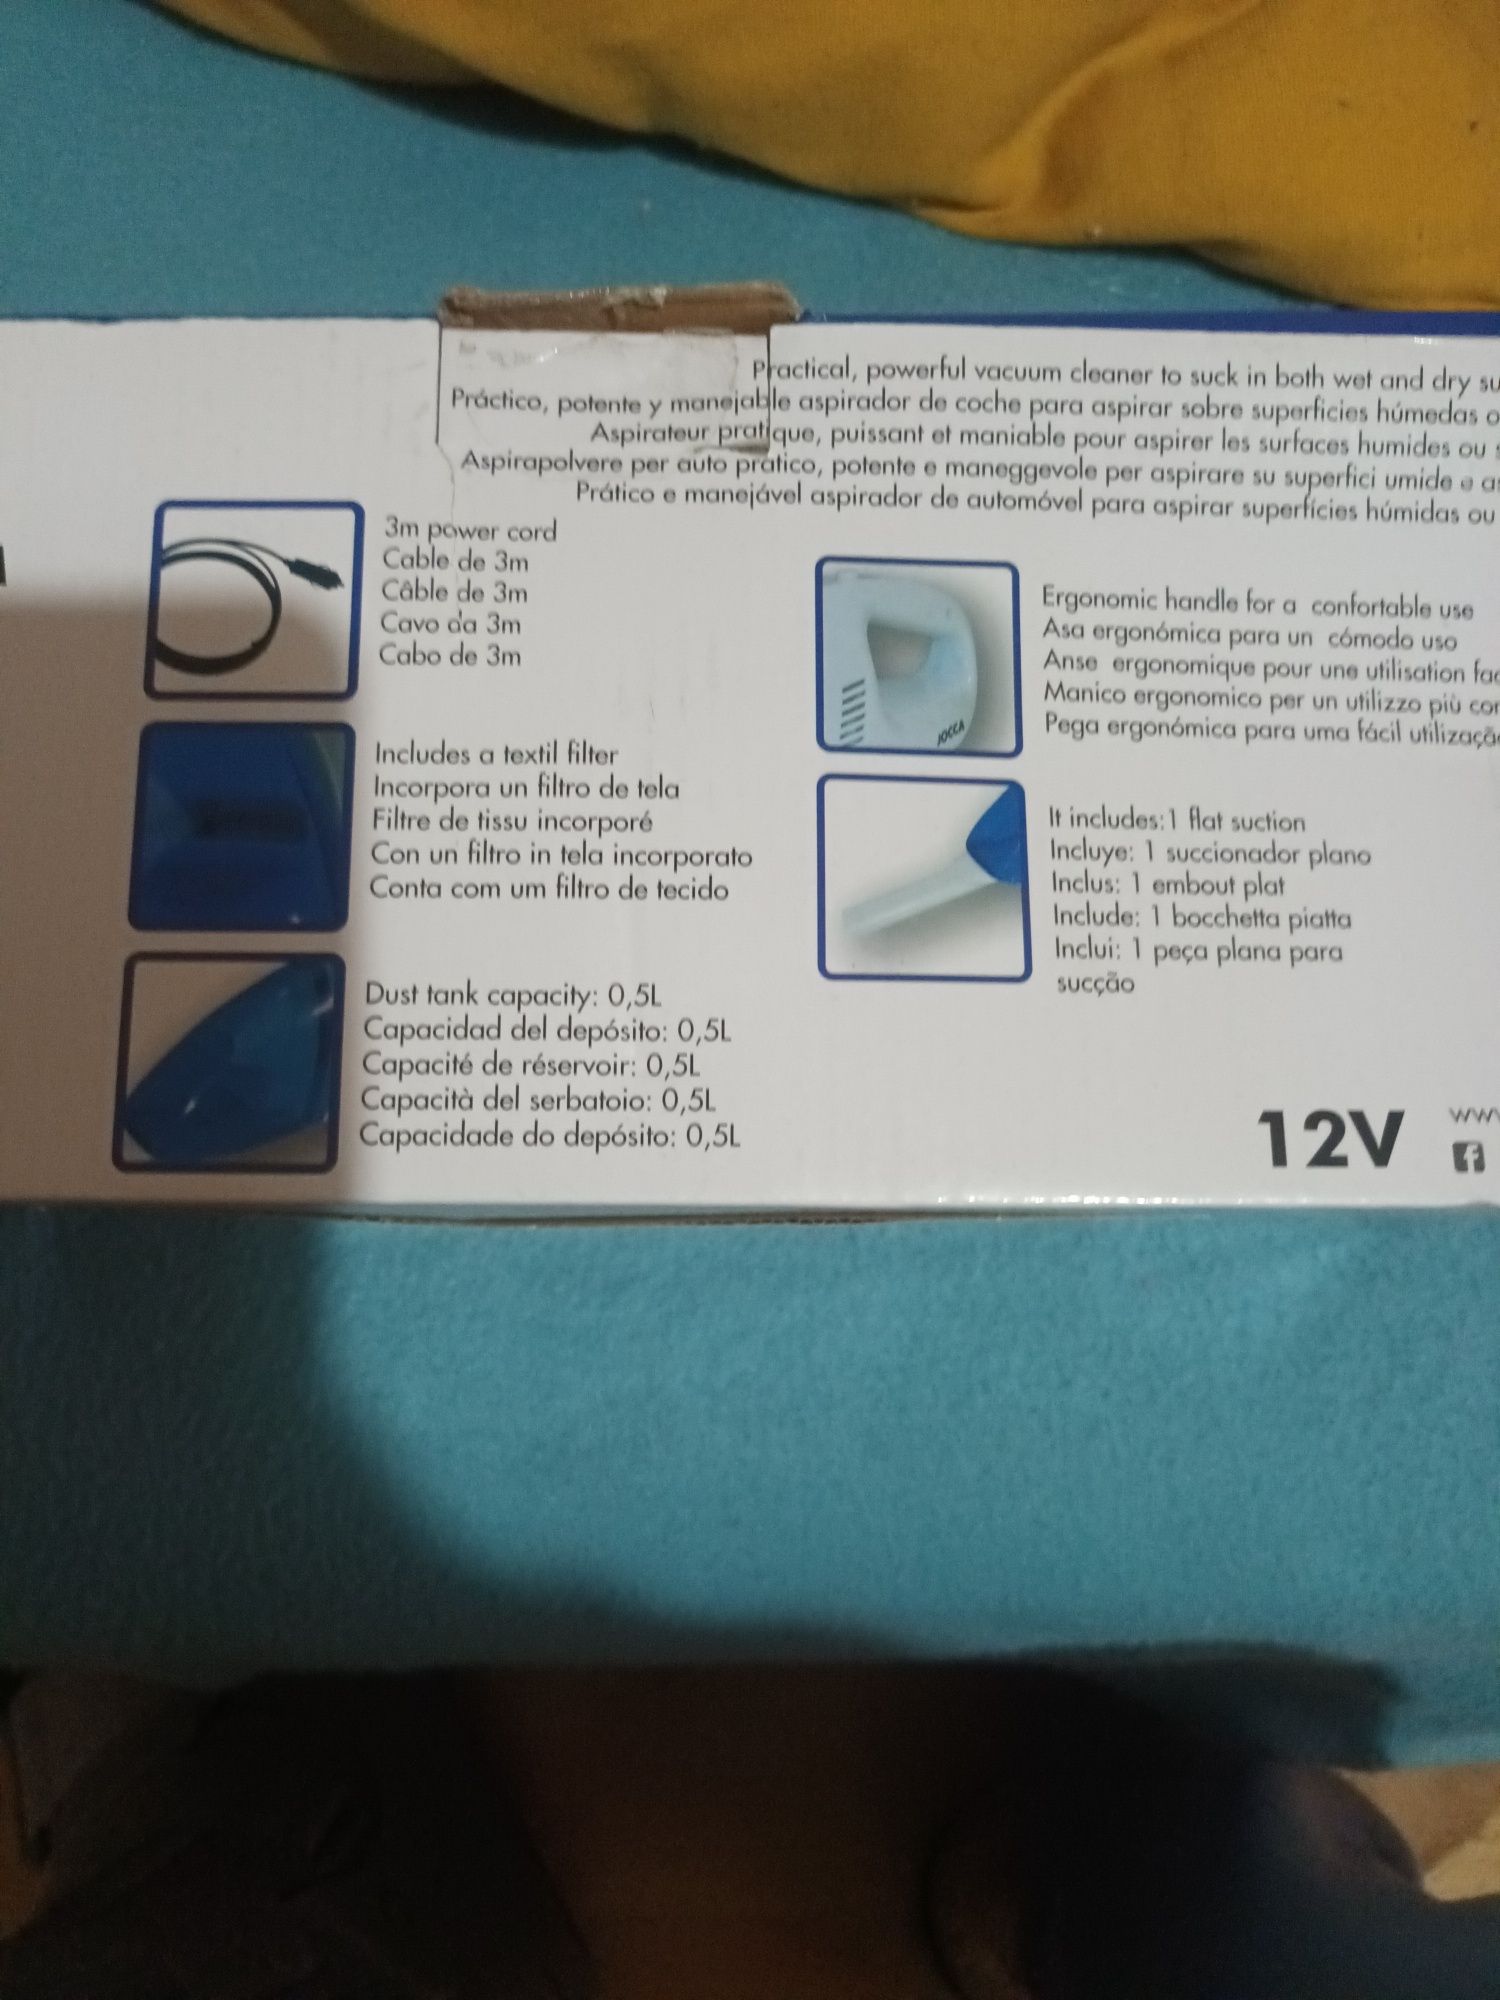 Practical, powerful vacuum cleaner to suck in both wet and dry
Práctico, potente y manejable aspirador de coche para aspirar sobre superficies húmedas
Aspirateur pratique, puissant et maniable pour aspirer les surfaces humides ou
Aspirapolvere per auto pratico, potente e maneggevole per aspirare su superfici umide e
Prático e manejável aspirador de automóvel para aspirar superfícies húmidas ou
3m power cord
Cable de 3m
Câble de 3m
Cavo da 3m
Cabo de 3m
Includes a textil filter
Incorpora un filtro de tela
Filtre de tissu incorporé
Con un filtro in tela incorporato
Conta com um filtro de tecido
Dust tank capacity: 0,5L
Capacidad del depósito: 0,5L
Capacité de réservoir: 0,5L
Capacità del serbatoio: 0,5L
Capacidade do depósito: 0,5L
JOCCA
Ergonomic handle for a confortable use
Asa ergonómica para un cómodo uso
Anse ergonomique pour une utilisation
Manico ergonomico per un utilizzo più
Pega ergonómica para uma fácil
It includes:1 flat suction
Incluye: 1 succionador plano
Inclus: 1 embout plat
Include: 1 bocchetta piatta
Inclui: 1 peça plana para
sucção
12V
f